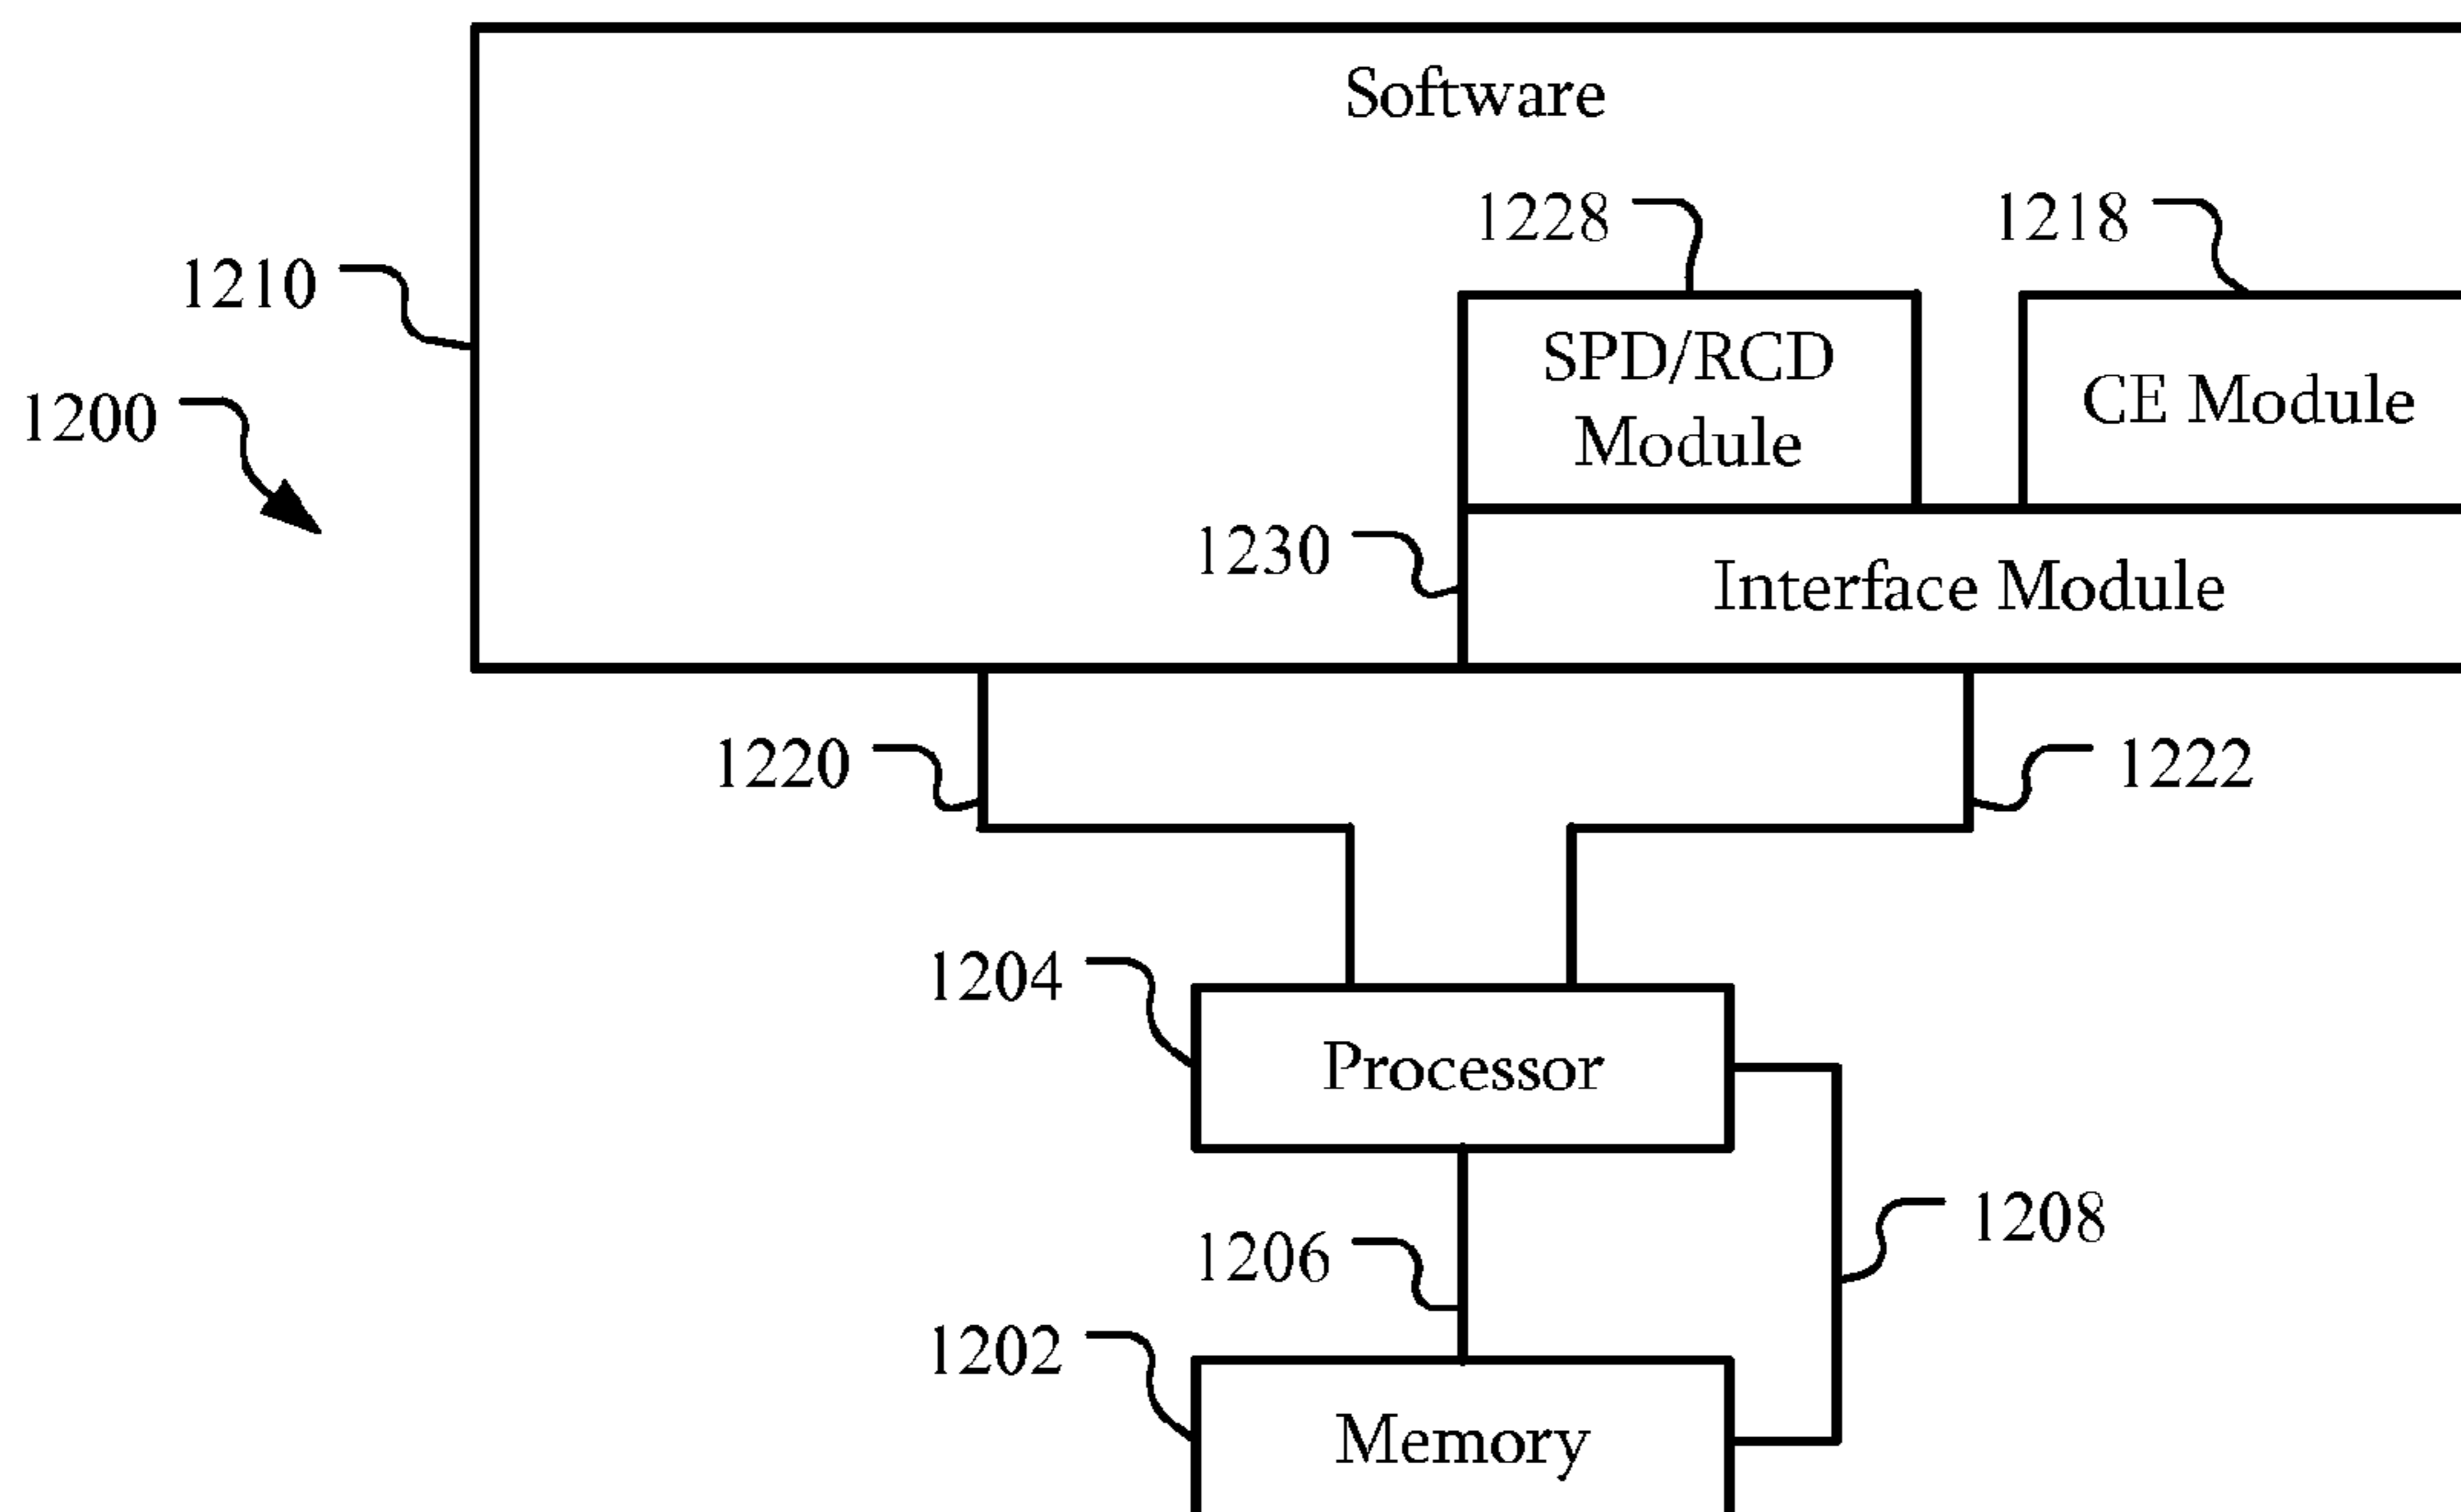 Software
1228
1218
1210
SPD/RCD
Module
CE Module
1200
1230
Interface Module
1220
1222
1204
Processor
1208
1206
1202
Memory